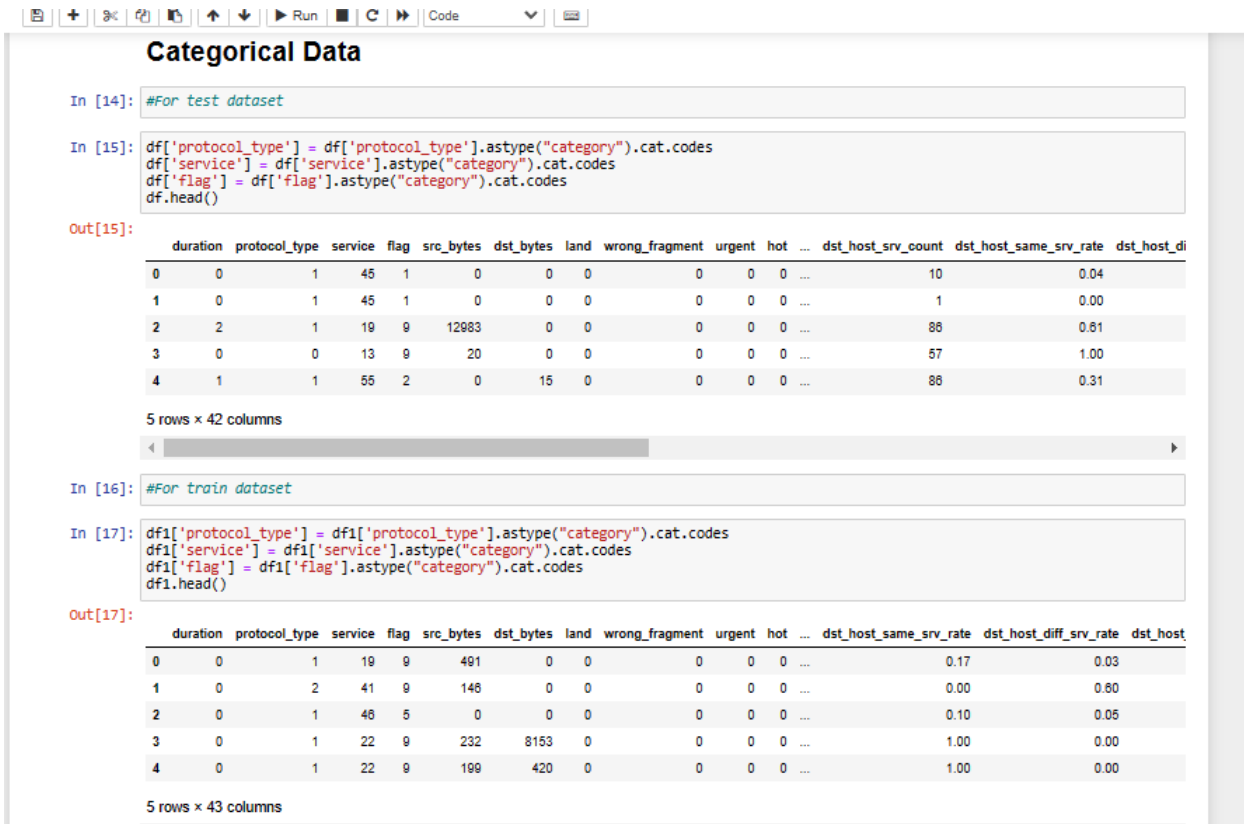 Run Code
Categorical Data
In [14]: #For test dataset
In [15]: df['protocol_type'] = df['protocol_type'].astype("category").cat.codes
df['service'] = df['service'].astype("category").cat.codes
df['flag'] = df['flag'].astype("category").cat.codes
df.head()
Out[15]:
duration protocol_type service flag src_bytes dst_bytes land wrong_fragment urgent hot ... dst_host_srv_count dst_host_same_srv_rate dst_host_di
0 0 1 45 1 0 0 0 0 0 0 ... 10 0.04
1 0 1 45 1 0 0 0 0 0 0 ... 1 0.00
2 2 1 19 9 12983 0 0 0 0 0 ... 86 0.61
3 0 0 13 9 20 0 0 0 0 0 ... 57 1.00
4 1 1 55 2 0 15 0 0 0 0 ... 86 0.31
5 rows × 42 columns
In [16]: #For train dataset
In [17]: df1['protocol_type'] = df1['protocol_type'].astype("category").cat.codes
df1['service'] = df1['service'].astype("category").cat.codes
df1['flag'] = df1['flag'].astype("category").cat.codes
df1.head()
Out[17]:
duration protocol_type service flag src_bytes dst_bytes land wrong_fragment urgent hot ... dst_host_same_srv_rate dst_host_diff_srv_rate dst_host_
0 0 1 19 9 491 0 0 0 0 0 ... 0.17 0.03
1 0 2 41 9 146 0 0 0 0 0 ... 0.00 0.60
2 0 1 46 5 0 0 0 0 0 0 ... 0.10 0.05
3 0 1 22 9 232 8153 0 0 0 0 ... 1.00 0.00
4 0 1 22 9 199 420 0 0 0 0 ... 1.00 0.00
5 rows × 43 columns